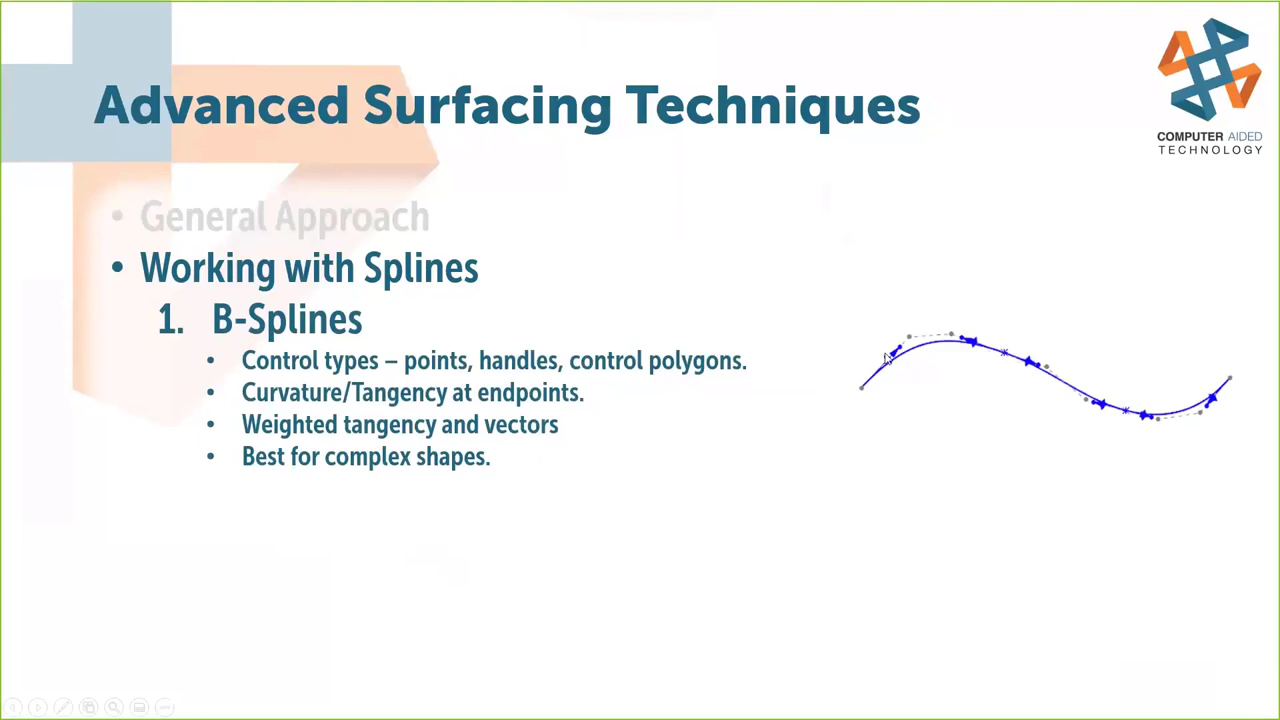 Advanced Surfacing Techniques
COMPUTER AIDED
TECHNOLOGY
• General Approach
• Working with Splines
1. B-Splines
• Control types – points, handles, control polygons.
• Curvature/Tangency at endpoints.
• Weighted tangency and vectors
• Best for complex shapes.